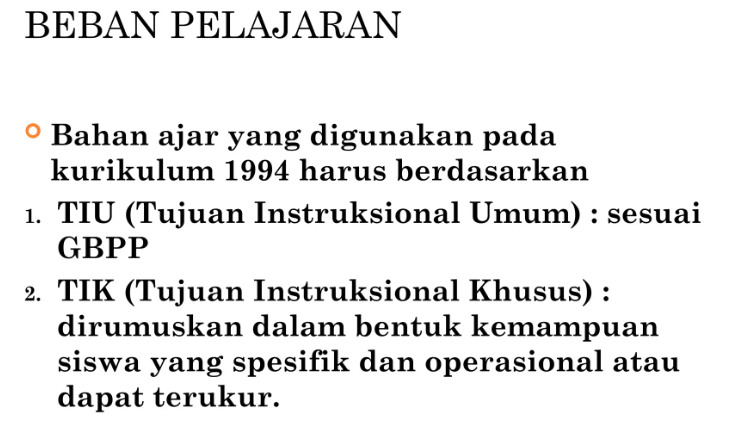 BEBAN PELAJARAN
Bahan ajar yang digunakan pada
kurikulum 1994 harus berdasarkan
1. TIU (Tujuan Instruksional Umum) : sesuai
GBPP
2. TIK (Tujuan Instruksional Khusus) :
dirumuskan dalam bentuk kemampuan
siswa yang spesifik dan operasional atau
dapat terukur.